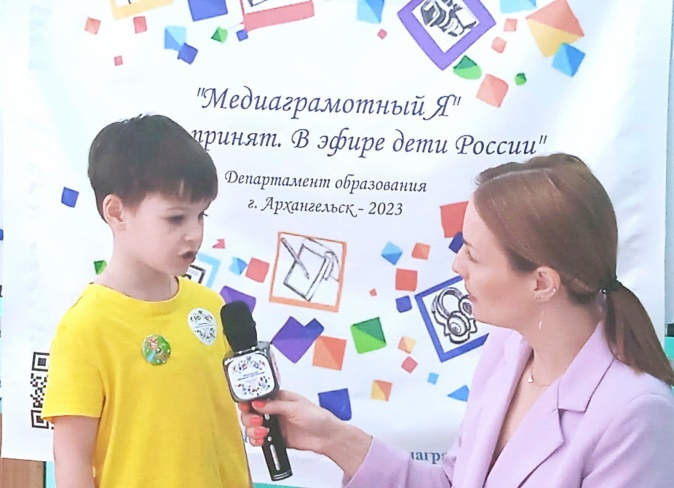 "Медиаграмотный Я"
принят. В эфире дети России"
Департамент образования
г. Архангельск - 2023